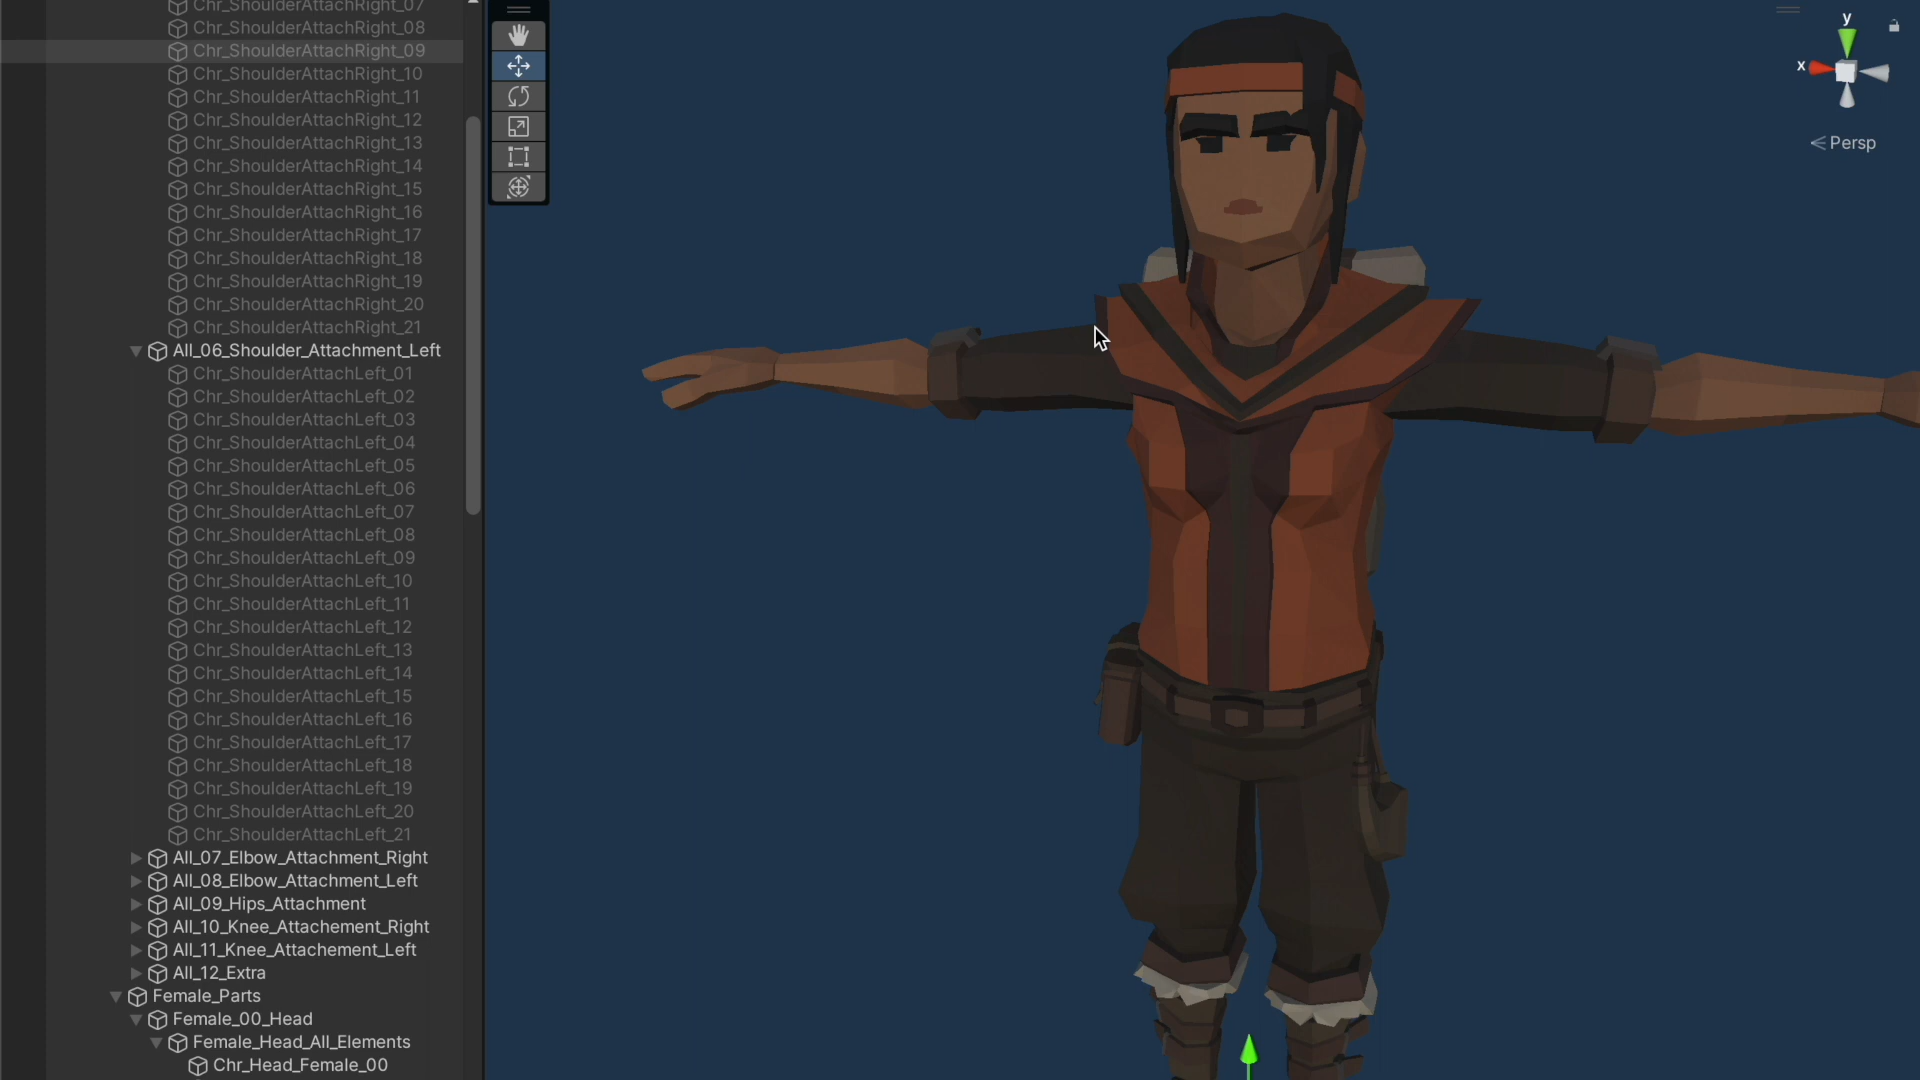 Chr_ShoulderAttachRight_07
Chr_ShoulderAttachRight_08
Chr_ShoulderAttachRight_09
Chr_ShoulderAttachRight_10
Chr_ShoulderAttachRight_11
Chr_ShoulderAttachRight_12
Chr_ShoulderAttachRight_13
Chr_ShoulderAttachRight_14
Chr_ShoulderAttachRight_15
Chr_ShoulderAttachRight_16
Chr_ShoulderAttachRight_17
Chr_ShoulderAttachRight_18
Chr_ShoulderAttachRight_19
Chr_ShoulderAttachRight_20
Chr_ShoulderAttachRight_21
All_06_Shoulder_Attachment_Left
Chr_ShoulderAttachLeft_01
Chr_ShoulderAttachLeft_02
Chr_ShoulderAttachLeft_03
Chr_ShoulderAttachLeft_04
Chr_ShoulderAttachLeft_05
Chr_ShoulderAttachLeft_06
Chr_ShoulderAttachLeft_07
Chr_ShoulderAttachLeft_08
Chr_ShoulderAttachLeft_09
Chr_ShoulderAttachLeft_10
Chr_ShoulderAttachLeft_11
Chr_ShoulderAttachLeft_12
Chr_ShoulderAttachLeft_13
Chr_ShoulderAttachLeft_14
Chr_ShoulderAttachLeft_15
Chr_ShoulderAttachLeft_16
Chr_ShoulderAttachLeft_17
Chr_ShoulderAttachLeft_18
Chr_ShoulderAttachLeft_19
Chr_ShoulderAttachLeft_20
Chr_ShoulderAttachLeft_21
All_07_Elbow_Attachment_Right
All_08_Elbow_Attachment_Left
All_09_Hips_Attachment
All_10_Knee_Attachement_Right
All_11_Knee_Attachement_Left
All_12_Extra
Female_Parts
Female_00_Head
Female_Head_All_Elements
Chr_Head_Female_00
y
x
Persp